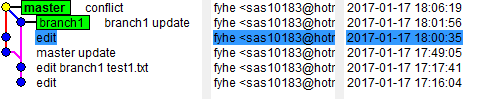 master conflict fyhe <sas10183@hotr 2017-01-17 18:06:19
branch1 branch1 update fyhe <sas10183@hotr 2017-01-17 18:01:56
edit fyhe <sas10183@hotr 2017-01-17 18:00:35
master update fyhe <sas10183@hotr 2017-01-17 17:49:05
edit branch1 test1.txt fyhe <sas10183@hotr 2017-01-17 17:17:41
edit fyhe <sas10183@hotr 2017-01-17 17:16:04